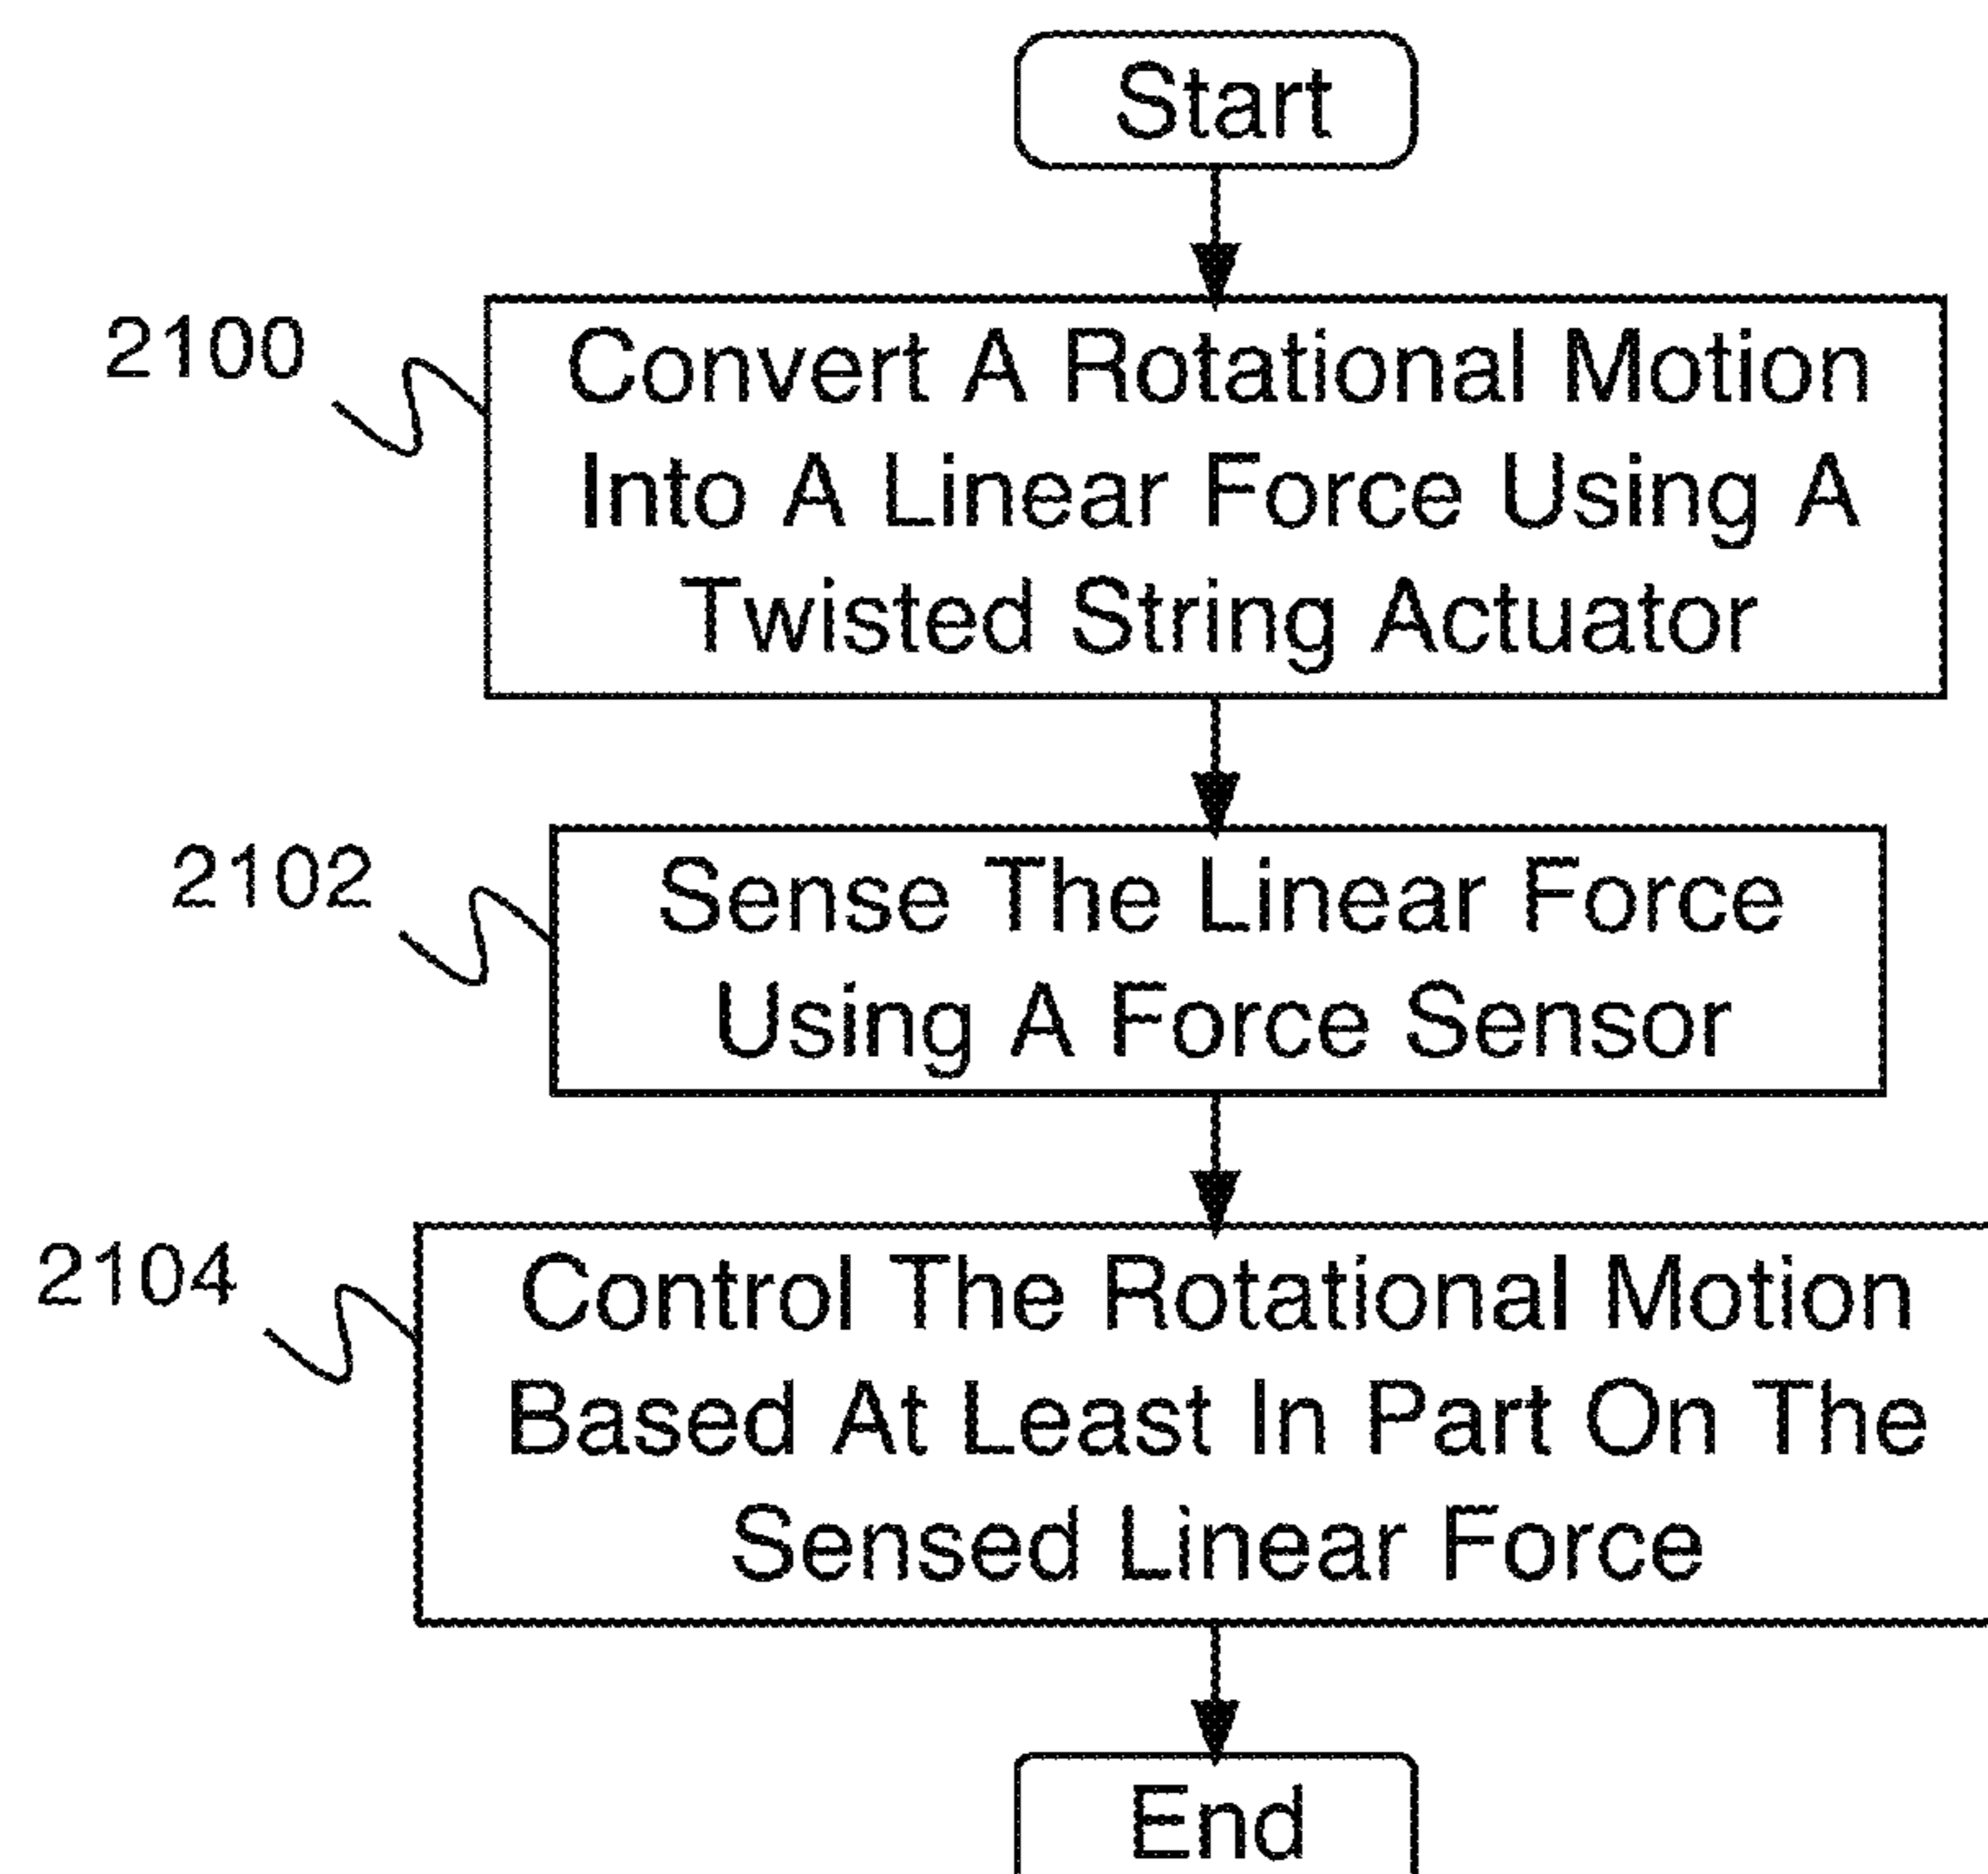 Start
2100
Convert A Rotational Motion
Into A Linear Force Using A
Twisted String Actuator
2102
Sense The Linear Force
Using A Force Sensor
2104
Control The Rotational Motion
Based At Least In Part On The
Sensed Linear Force
End